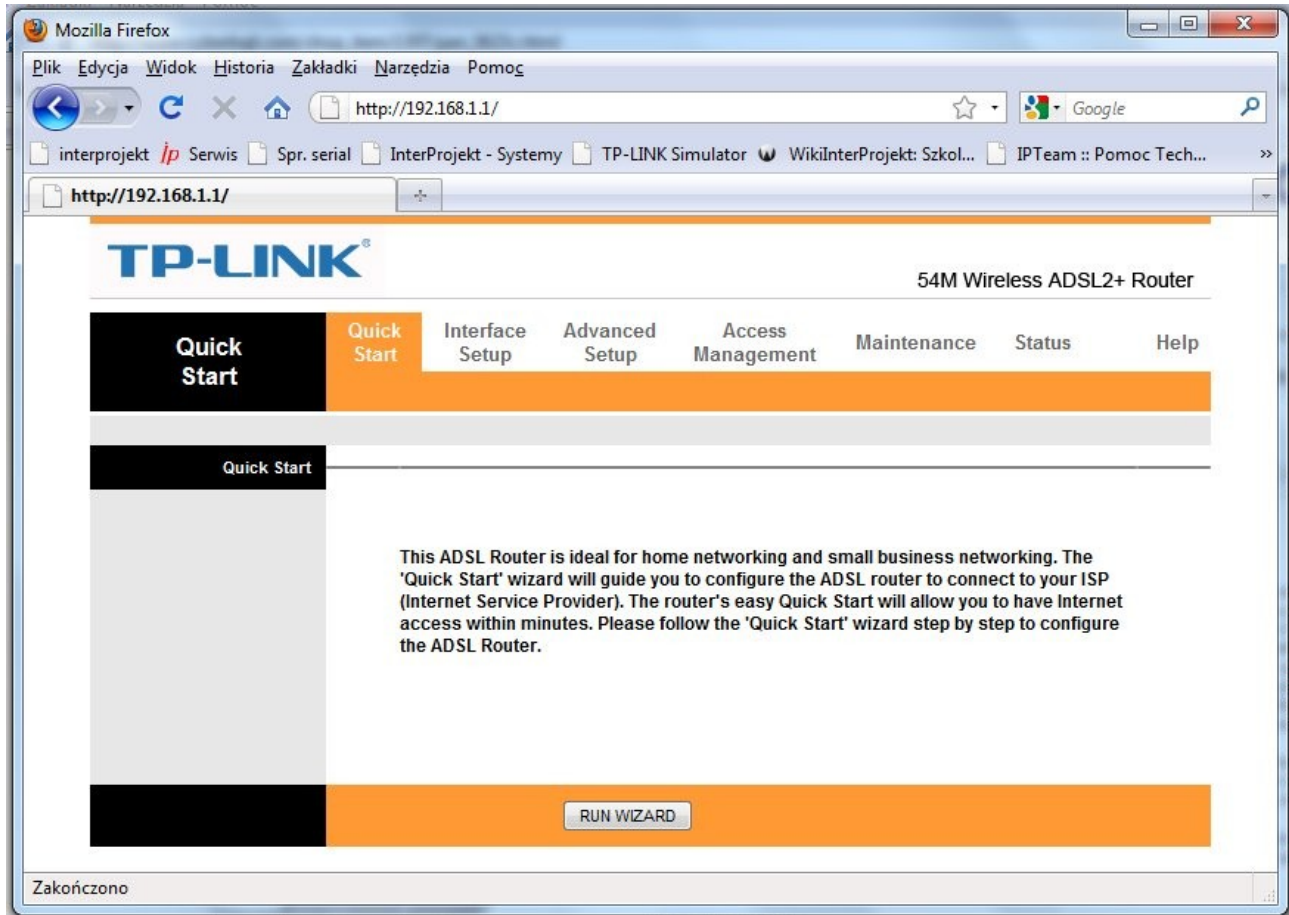 Mozilla Firefox
Plik Edycja Widok Historia Zakładki Narzędzia Pomoc
http://192.168.1.1/
Google
interprojekt jp Serwis Spr. serial InterProjekt - Systemy TP-LINK Simulator WikiInterProjekt: Szkol... IPTeam :: Pomoc Tech... »
http://192.168.1.1/
TP-LINK®
54M Wireless ADSL2+ Router
Quick
Start
Quick
Start
Interface
Setup
Advanced
Setup
Access
Management
Maintenance
Status
Help
Quick Start
This ADSL Router is ideal for home networking and small business networking. The
'Quick Start' wizard will guide you to configure the ADSL router to connect to your ISP
(Internet Service Provider). The router's easy Quick Start will allow you to have Internet
access within minutes. Please follow the 'Quick Start' wizard step by step to configure
the ADSL Router.
RUN WIZARD
Zakończono